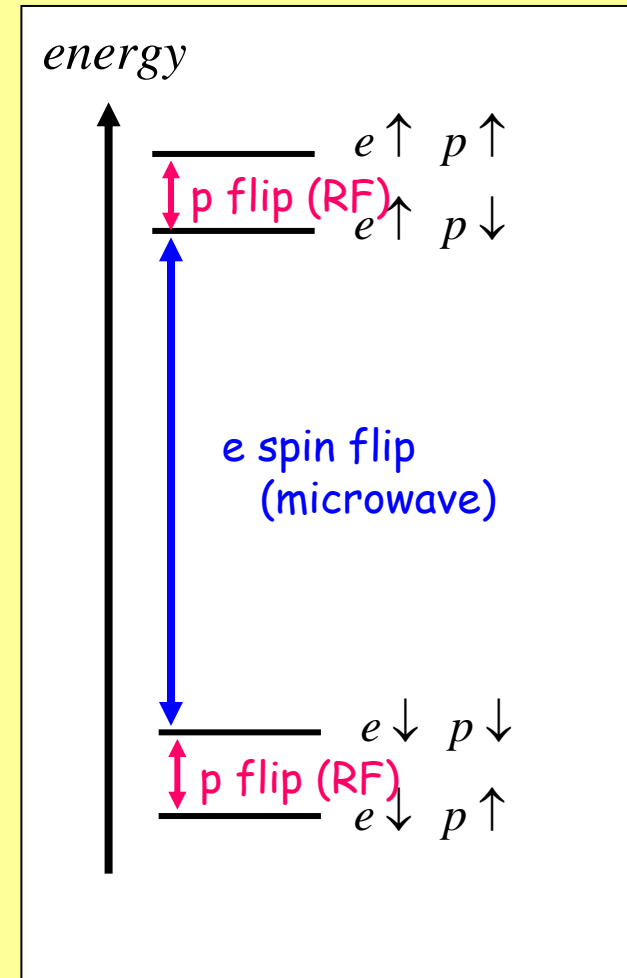 energy
e↑ p↑
p flip (RF)
e↑ p↓
e spin flip
(microwave)
e↓ p↓
p flip (RF)
e↓ p↑